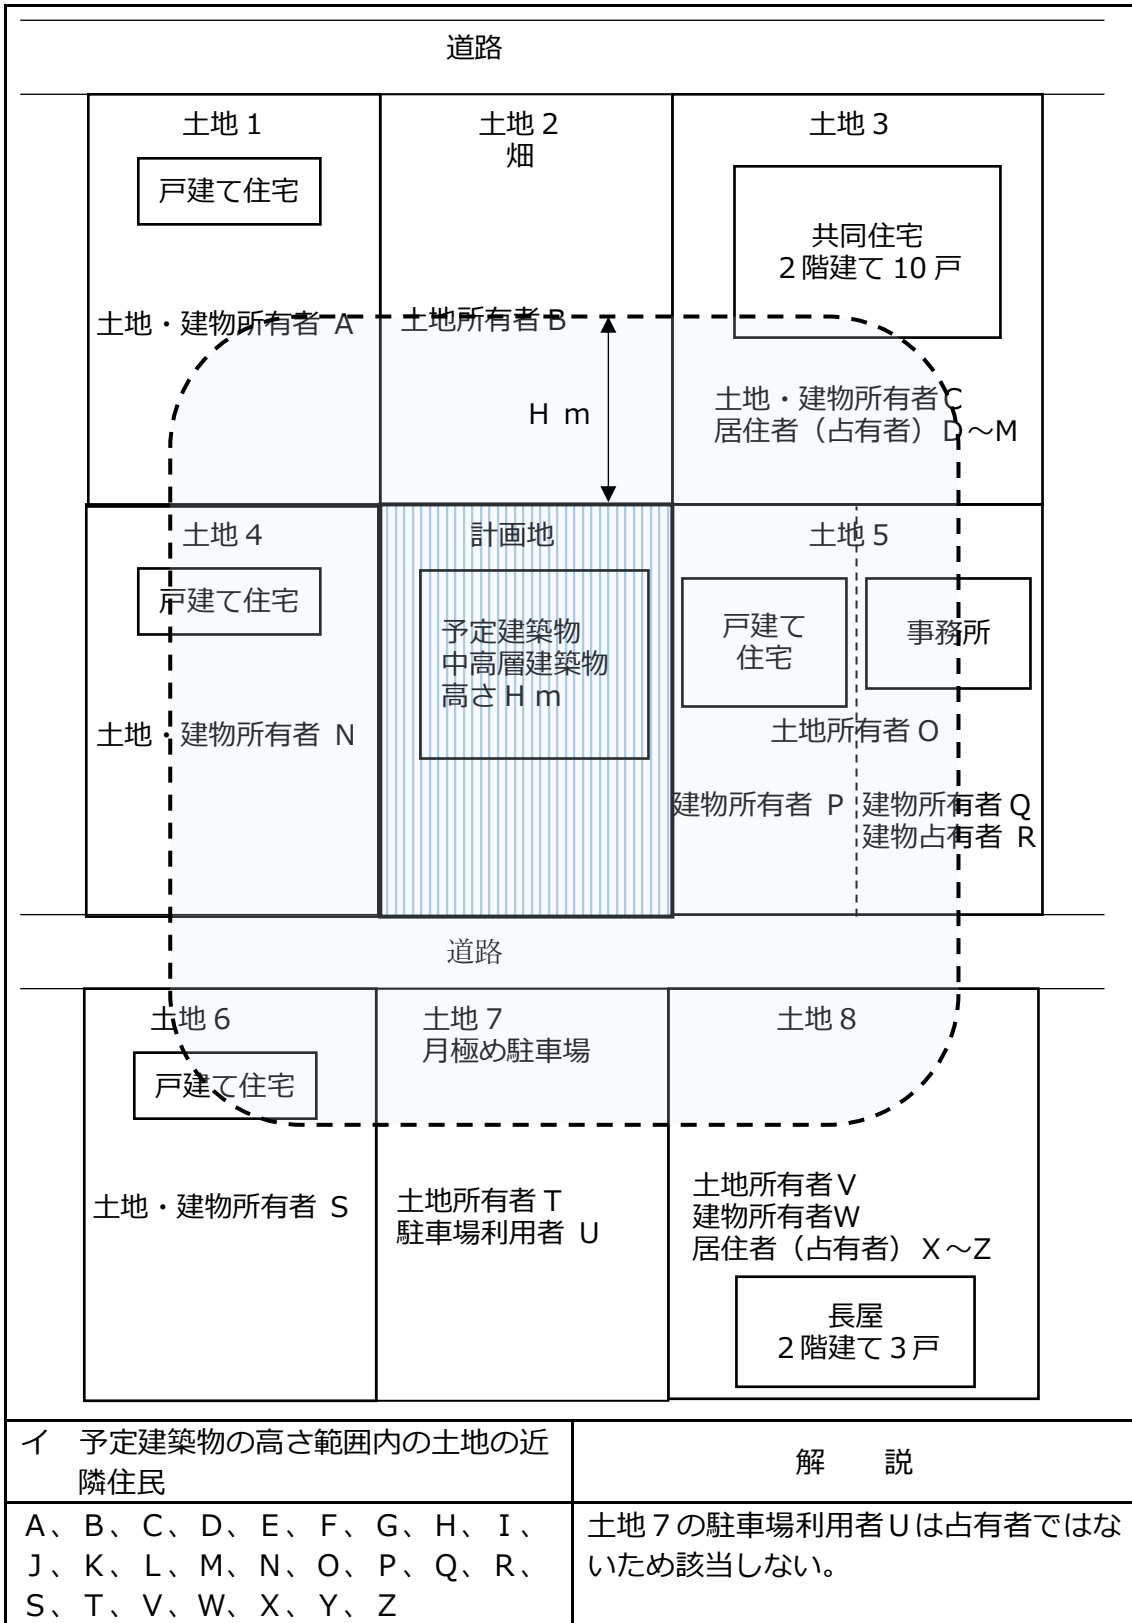 道路
土地１
戸建て住宅
土地・建物所有者 A
土地２
畑
土地所有者Ｂ
土地３
共同住宅
２階建て 10 戸
土地・建物所有者Ｃ
居住者（占有者）Ｄ～Ｍ
Ｈ ｍ
土地４
戸建て住宅
土地・建物所有者 Ｎ
計画地
予定建築物
中高層建築物
高さＨｍ
土地５
戸建て
住宅
事務所
土地所有者Ｏ
建物所有者 Ｐ
建物所有者Ｑ
建物占有者 Ｒ
道路
土地６
戸建て住宅
土地・建物所有者 Ｓ
土地７
月極め駐車場
土地所有者Ｔ
駐車場利用者 Ｕ
土地８
土地所有者Ｖ
建物所有者Ｗ
居住者（占有者）Ｘ～Ｚ
長屋
２階建て３戸
イ　予定建築物の高さ範囲内の土地の近
隣住民
解　説
Ａ、Ｂ、Ｃ、Ｄ、Ｅ、Ｆ、Ｇ、Ｈ、Ｉ、
Ｊ、Ｋ、Ｌ、Ｍ、Ｎ、Ｏ、Ｐ、Ｑ、Ｒ、
Ｓ、Ｔ、Ｖ、Ｗ、Ｘ、Ｙ、Ｚ
土地７の駐車場利用者Ｕは占有者ではな
いため該当しない。